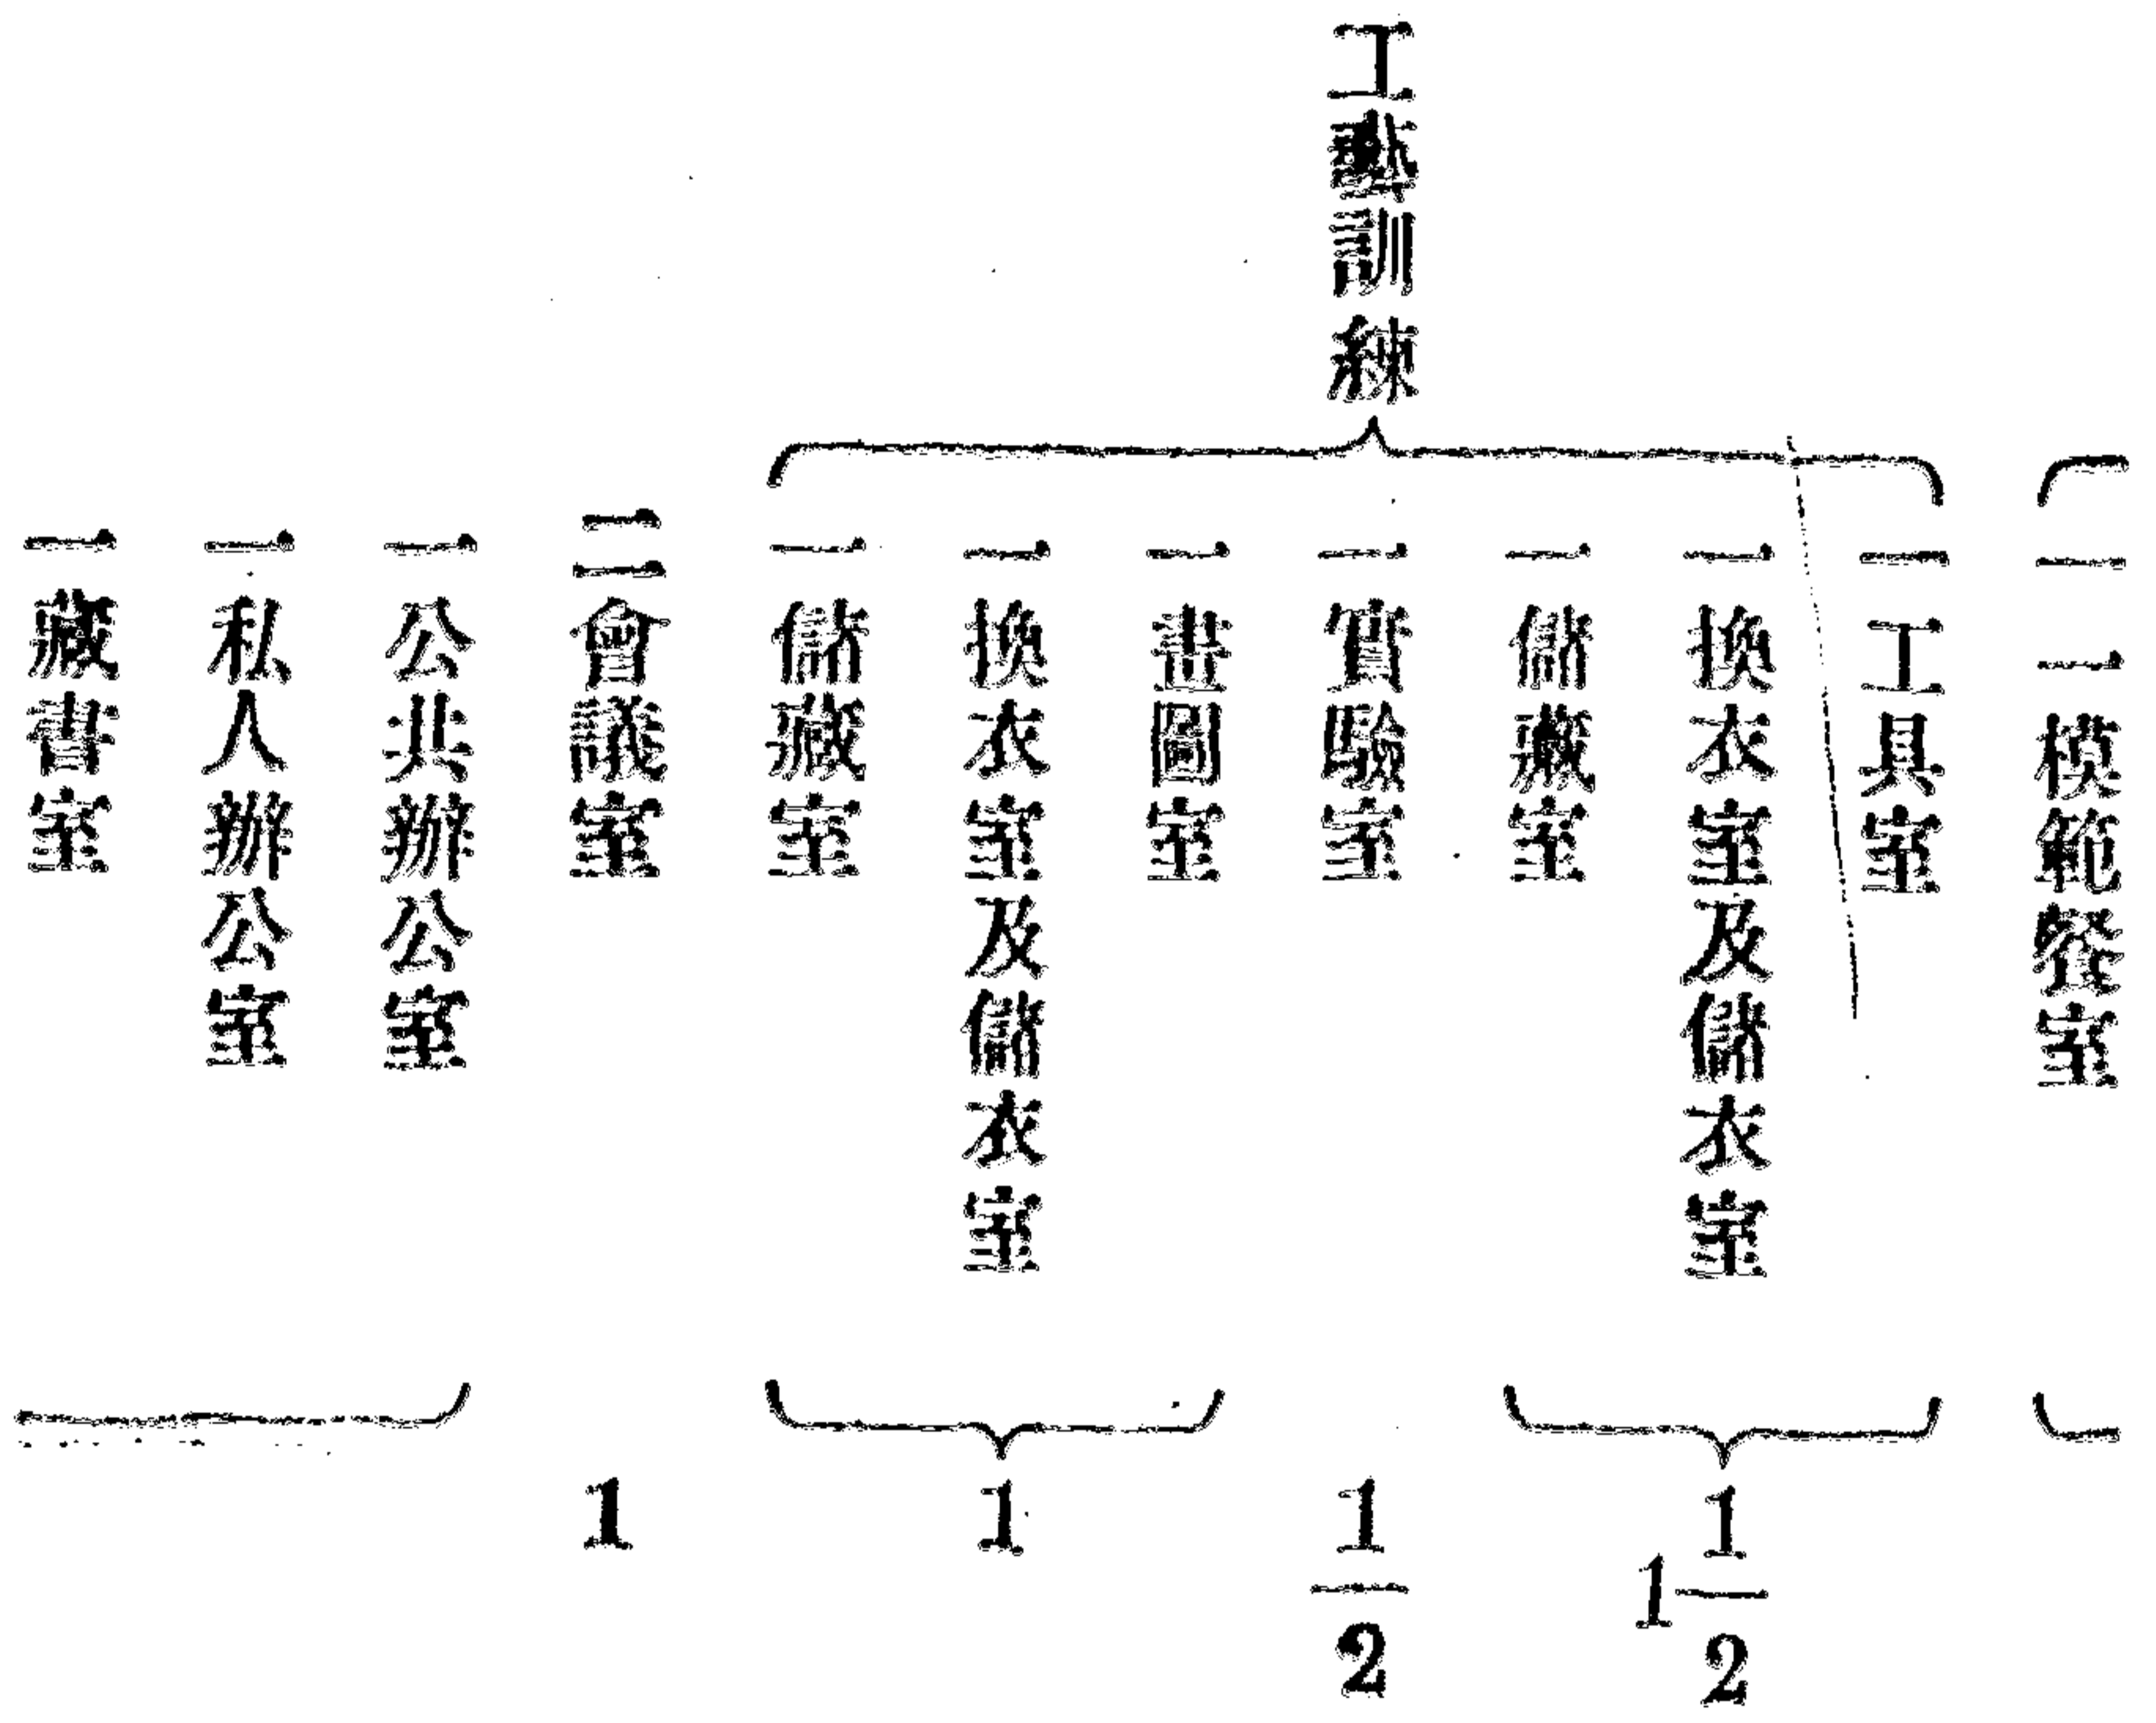 一一模範餐室
工藝訓練
一工具室
一換衣室及儲衣室
一儲藏室
1 1/2
一實驗室
1/2
一畫圖室
一換衣室及儲衣室
一儲藏室
1
二會議室
1
一公共辦公室
一私人辦公室
一藏書室